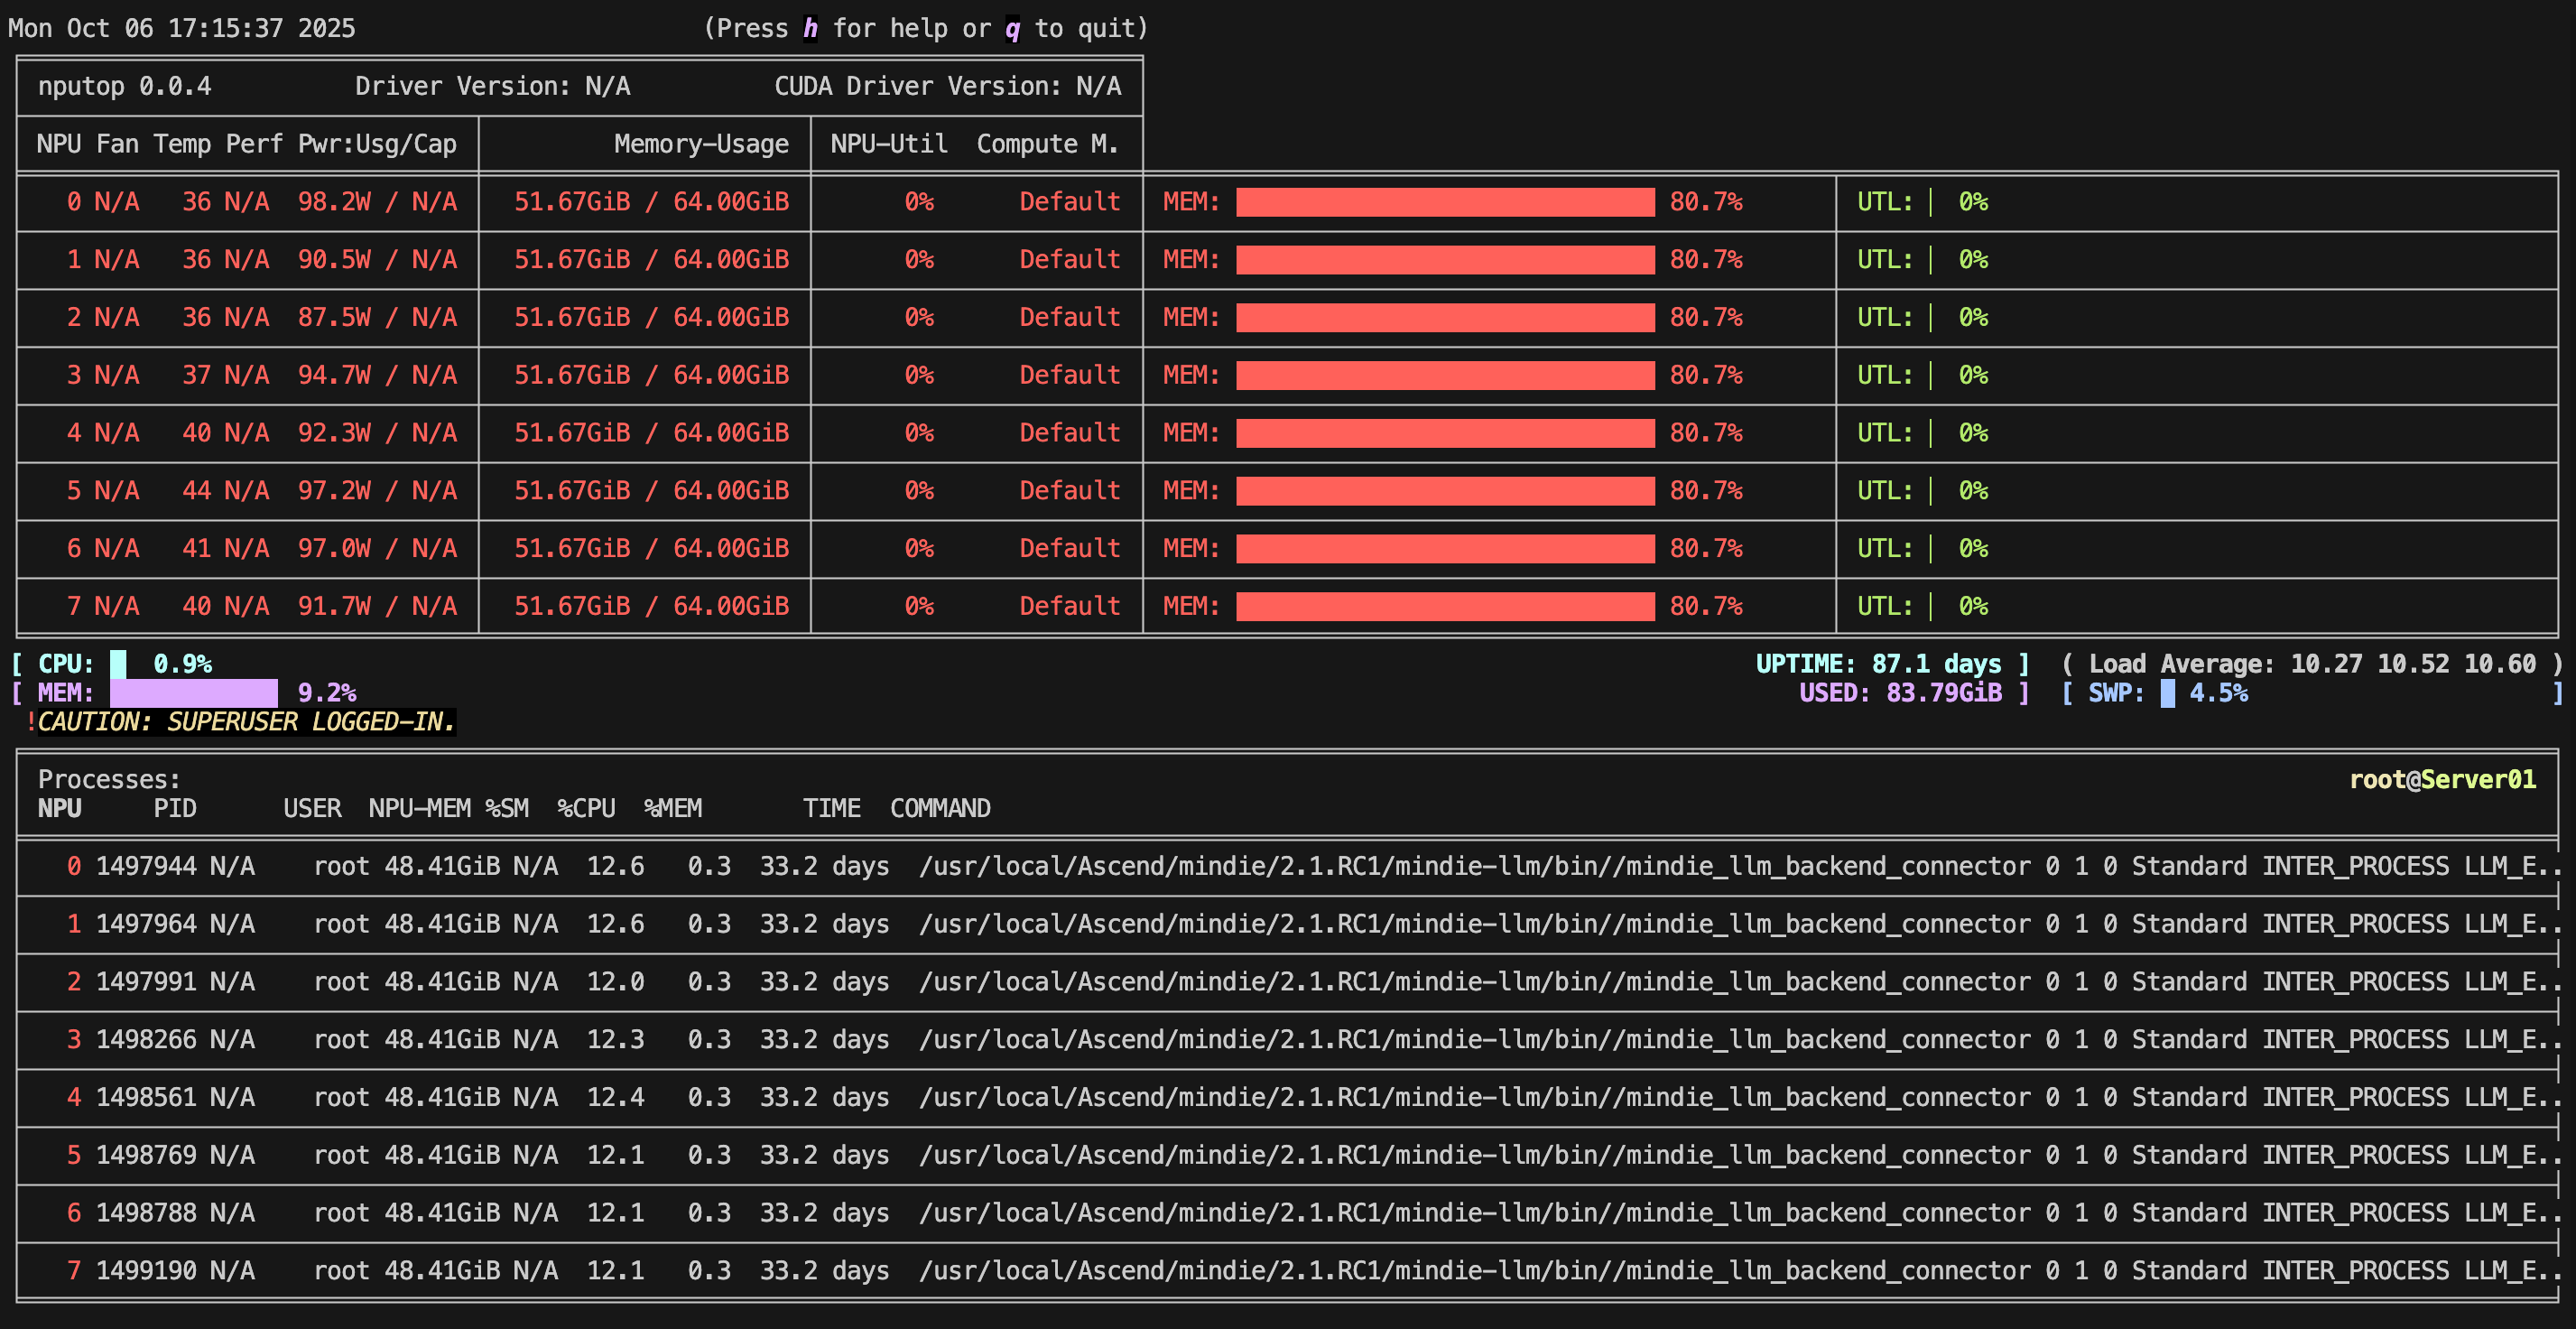 Mon Oct 06 17:15:37 2025 (Press h for help or q to quit)
nputop 0.0.4 Driver Version: N/A CUDA Driver Version: N/A
NPU Fan Temp Perf Pwr:Usg/Cap Memory-Usage NPU-Util Compute M.
0 N/A 36 N/A 98.2W / N/A 51.67GiB / 64.00GiB 0% Default MEM: 80.7% UTL: 0%
1 N/A 36 N/A 90.5W / N/A 51.67GiB / 64.00GiB 0% Default MEM: 80.7% UTL: 0%
2 N/A 36 N/A 87.5W / N/A 51.67GiB / 64.00GiB 0% Default MEM: 80.7% UTL: 0%
3 N/A 37 N/A 94.7W / N/A 51.67GiB / 64.00GiB 0% Default MEM: 80.7% UTL: 0%
4 N/A 40 N/A 92.3W / N/A 51.67GiB / 64.00GiB 0% Default MEM: 80.7% UTL: 0%
5 N/A 44 N/A 97.2W / N/A 51.67GiB / 64.00GiB 0% Default MEM: 80.7% UTL: 0%
6 N/A 41 N/A 97.0W / N/A 51.67GiB / 64.00GiB 0% Default MEM: 80.7% UTL: 0%
7 N/A 40 N/A 91.7W / N/A 51.67GiB / 64.00GiB 0% Default MEM: 80.7% UTL: 0%
[ CPU: 0.9% UPTIME: 87.1 days ] ( Load Average: 10.27 10.52 10.60 )
[ MEM: 9.2% USED: 83.79GiB ] [ SWP: 4.5% ]
!CAUTION: SUPERUSER LOGGED-IN.
Processes: root@Server01
NPU PID USER NPU-MEM %SM %CPU %MEM TIME COMMAND
0 1497944 N/A root 48.41GiB N/A 12.6 0.3 33.2 days /usr/local/Ascend/mindie/2.1.RC1/mindie-llm/bin//mindie_llm_backend_connector 0 1 0 Standard INTER_PROCESS LLM_E..
1 1497964 N/A root 48.41GiB N/A 12.6 0.3 33.2 days /usr/local/Ascend/mindie/2.1.RC1/mindie-llm/bin//mindie_llm_backend_connector 0 1 0 Standard INTER_PROCESS LLM_E..
2 1497991 N/A root 48.41GiB N/A 12.0 0.3 33.2 days /usr/local/Ascend/mindie/2.1.RC1/mindie-llm/bin//mindie_llm_backend_connector 0 1 0 Standard INTER_PROCESS LLM_E..
3 1498266 N/A root 48.41GiB N/A 12.3 0.3 33.2 days /usr/local/Ascend/mindie/2.1.RC1/mindie-llm/bin//mindie_llm_backend_connector 0 1 0 Standard INTER_PROCESS LLM_E..
4 1498561 N/A root 48.41GiB N/A 12.4 0.3 33.2 days /usr/local/Ascend/mindie/2.1.RC1/mindie-llm/bin//mindie_llm_backend_connector 0 1 0 Standard INTER_PROCESS LLM_E..
5 1498769 N/A root 48.41GiB N/A 12.1 0.3 33.2 days /usr/local/Ascend/mindie/2.1.RC1/mindie-llm/bin//mindie_llm_backend_connector 0 1 0 Standard INTER_PROCESS LLM_E..
6 1498788 N/A root 48.41GiB N/A 12.1 0.3 33.2 days /usr/local/Ascend/mindie/2.1.RC1/mindie-llm/bin//mindie_llm_backend_connector 0 1 0 Standard INTER_PROCESS LLM_E..
7 1499190 N/A root 48.41GiB N/A 12.1 0.3 33.2 days /usr/local/Ascend/mindie/2.1.RC1/mindie-llm/bin//mindie_llm_backend_connector 0 1 0 Standard INTER_PROCESS LLM_E..